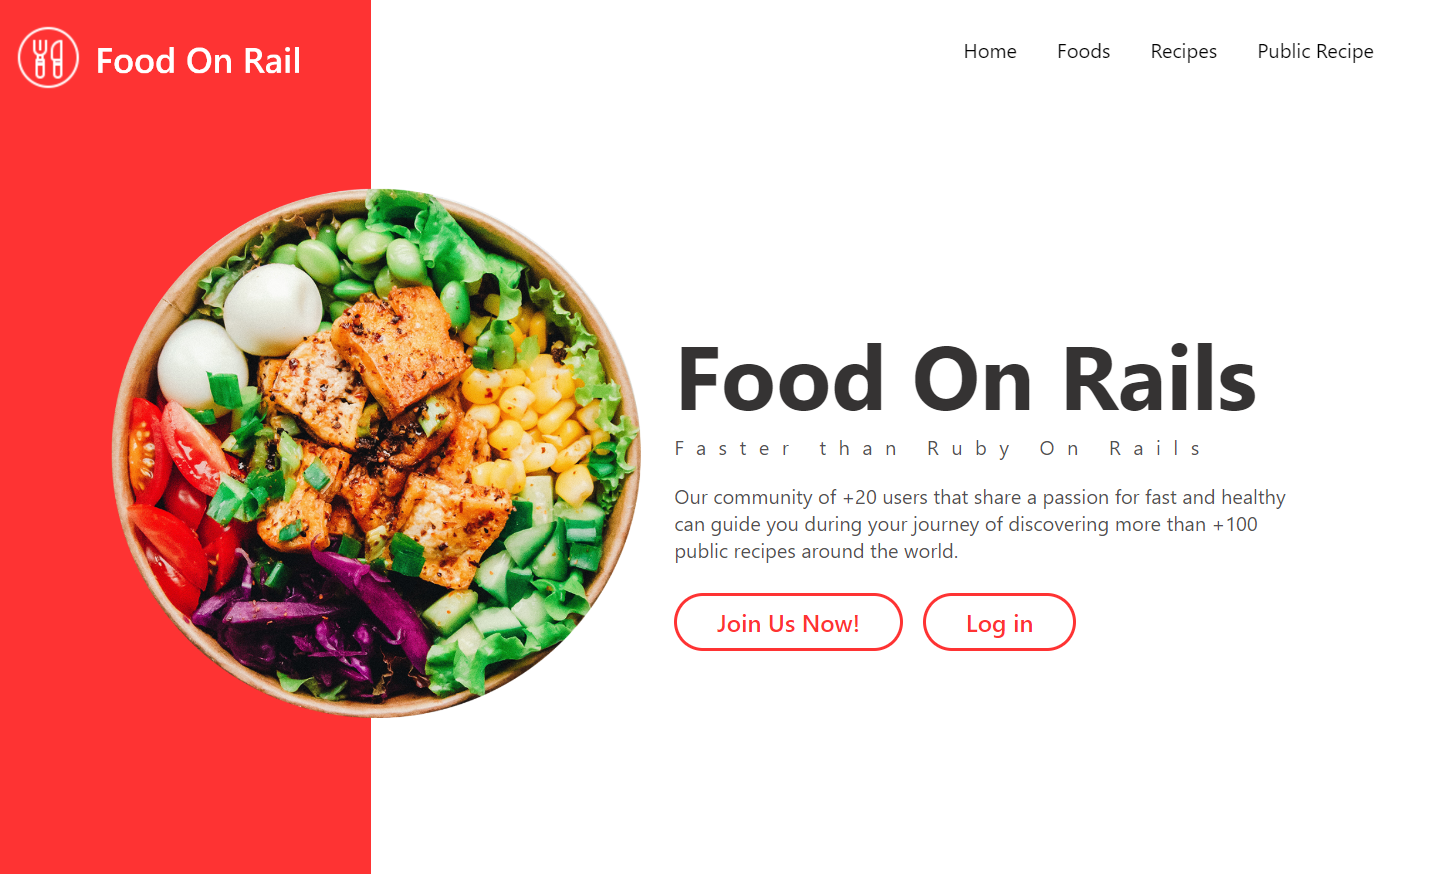 Food On Rail
Home Foods Recipes Public Recipe
Food On Rails
Faster than Ruby On Rails
Our community of +20 users that share a passion for fast and healthy
can guide you during your journey of discovering more than +100
public recipes around the world.
Join Us Now! Log in